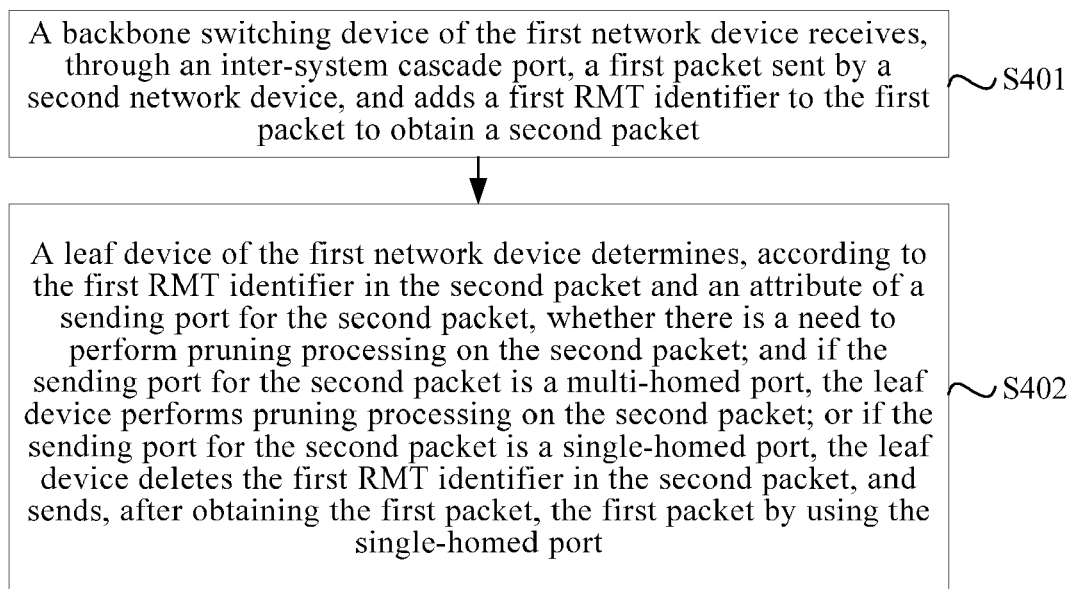 A backbone switching device of the first network device receives,
through an inter-system cascade port, a first packet sent by a
second network device, and adds a first RMT identifier to the first
packet to obtain a second packet
S401
A leaf device of the first network device determines, according to
the first RMT identifier in the second packet and an attribute of a
sending port for the second packet, whether there is a need to
perform pruning processing on the second packet; and if the
sending port for the second packet is a multi-homed port, the leaf
device performs pruning processing on the second packet; or if the
sending port for the second packet is a single-homed port, the leaf
device deletes the first RMT identifier in the second packet, and
sends, after obtaining the first packet, the first packet by using the
single-homed port
S402